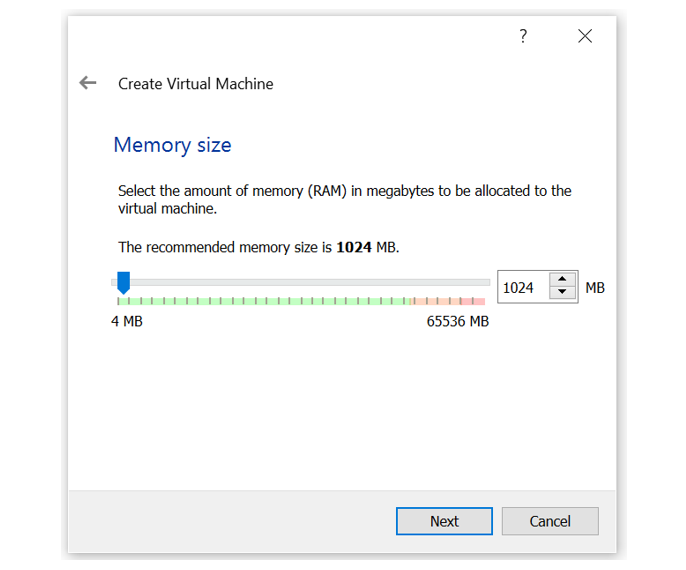 ?
Create Virtual Machine
Memory size
Select the amount of memory (RAM) in megabytes to be allocated to the
virtual machine.
The recommended memory size is 1024 MB.
1024 MB
4 MB 65536 MB
Next Cancel